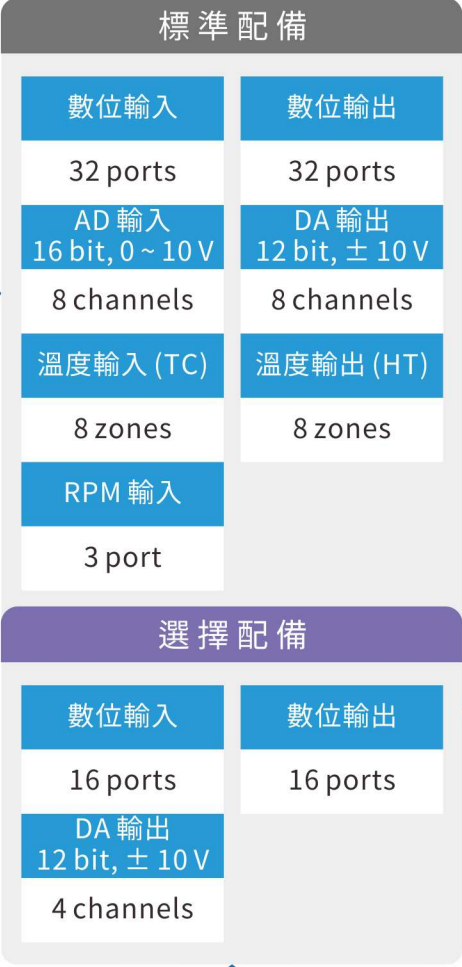 標準配備
數位輸入
數位輸出
32 ports
32 ports
AD 輸入
16 bit, 0 ~ 10 V
DA 輸出
12 bit, ± 10 V
8 channels
8 channels
溫度輸入 (TC)
溫度輸出 (HT)
8 zones
8 zones
RPM 輸入
3 port
選擇配備
數位輸入
數位輸出
16 ports
16 ports
DA 輸出
12 bit, ± 10 V
4 channels